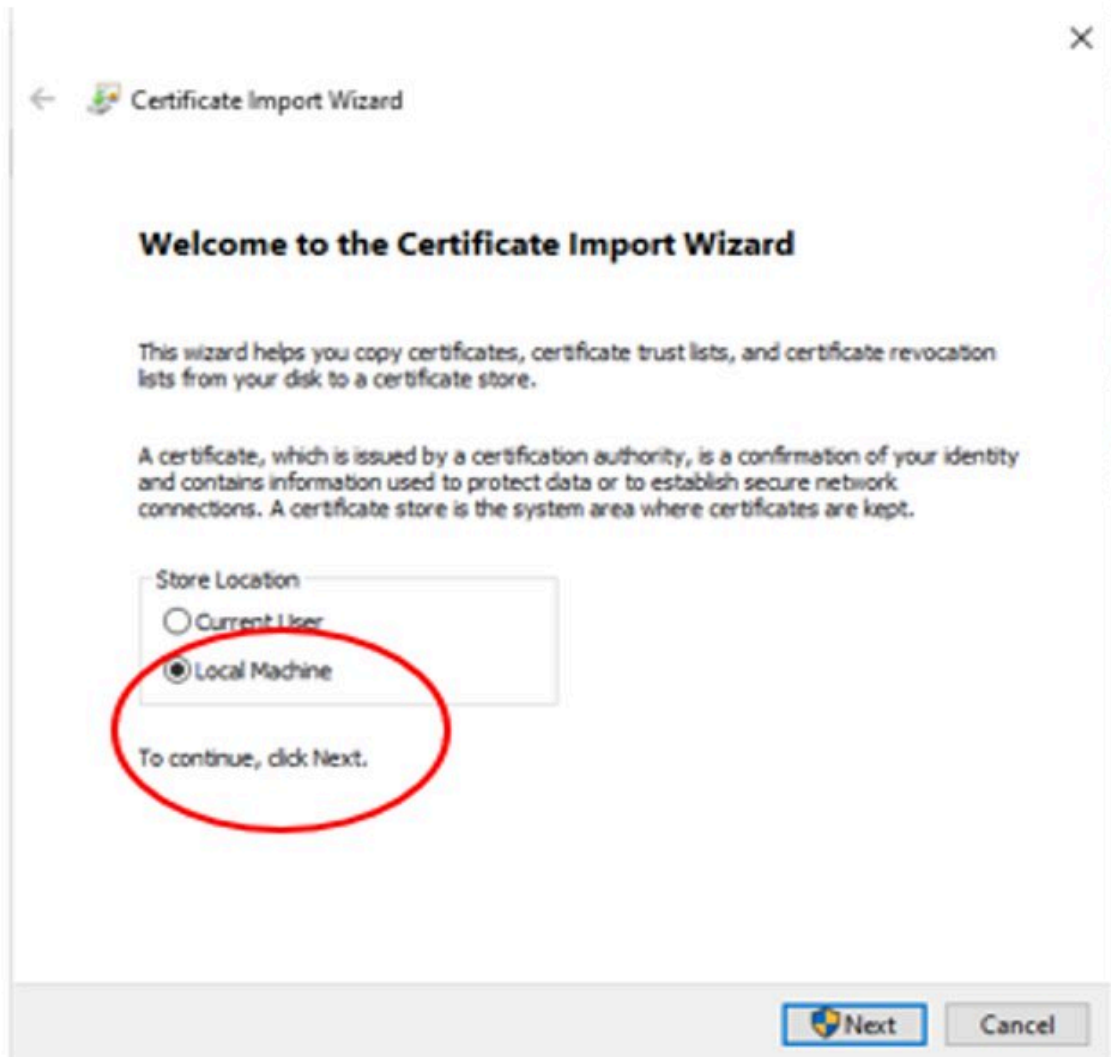 Certificate Import Wizard
Welcome to the Certificate Import Wizard
This wizard helps you copy certificates, certificate trust lists, and certificate revocation
lists from your disk to a certificate store.
A certificate, which is issued by a certification authority, is a confirmation of your identity
and contains information used to protect data or to establish secure network
connections. A certificate store is the system area where certificates are kept.
Store Location
Current User
Local Machine
To continue, click Next.
Next
Cancel